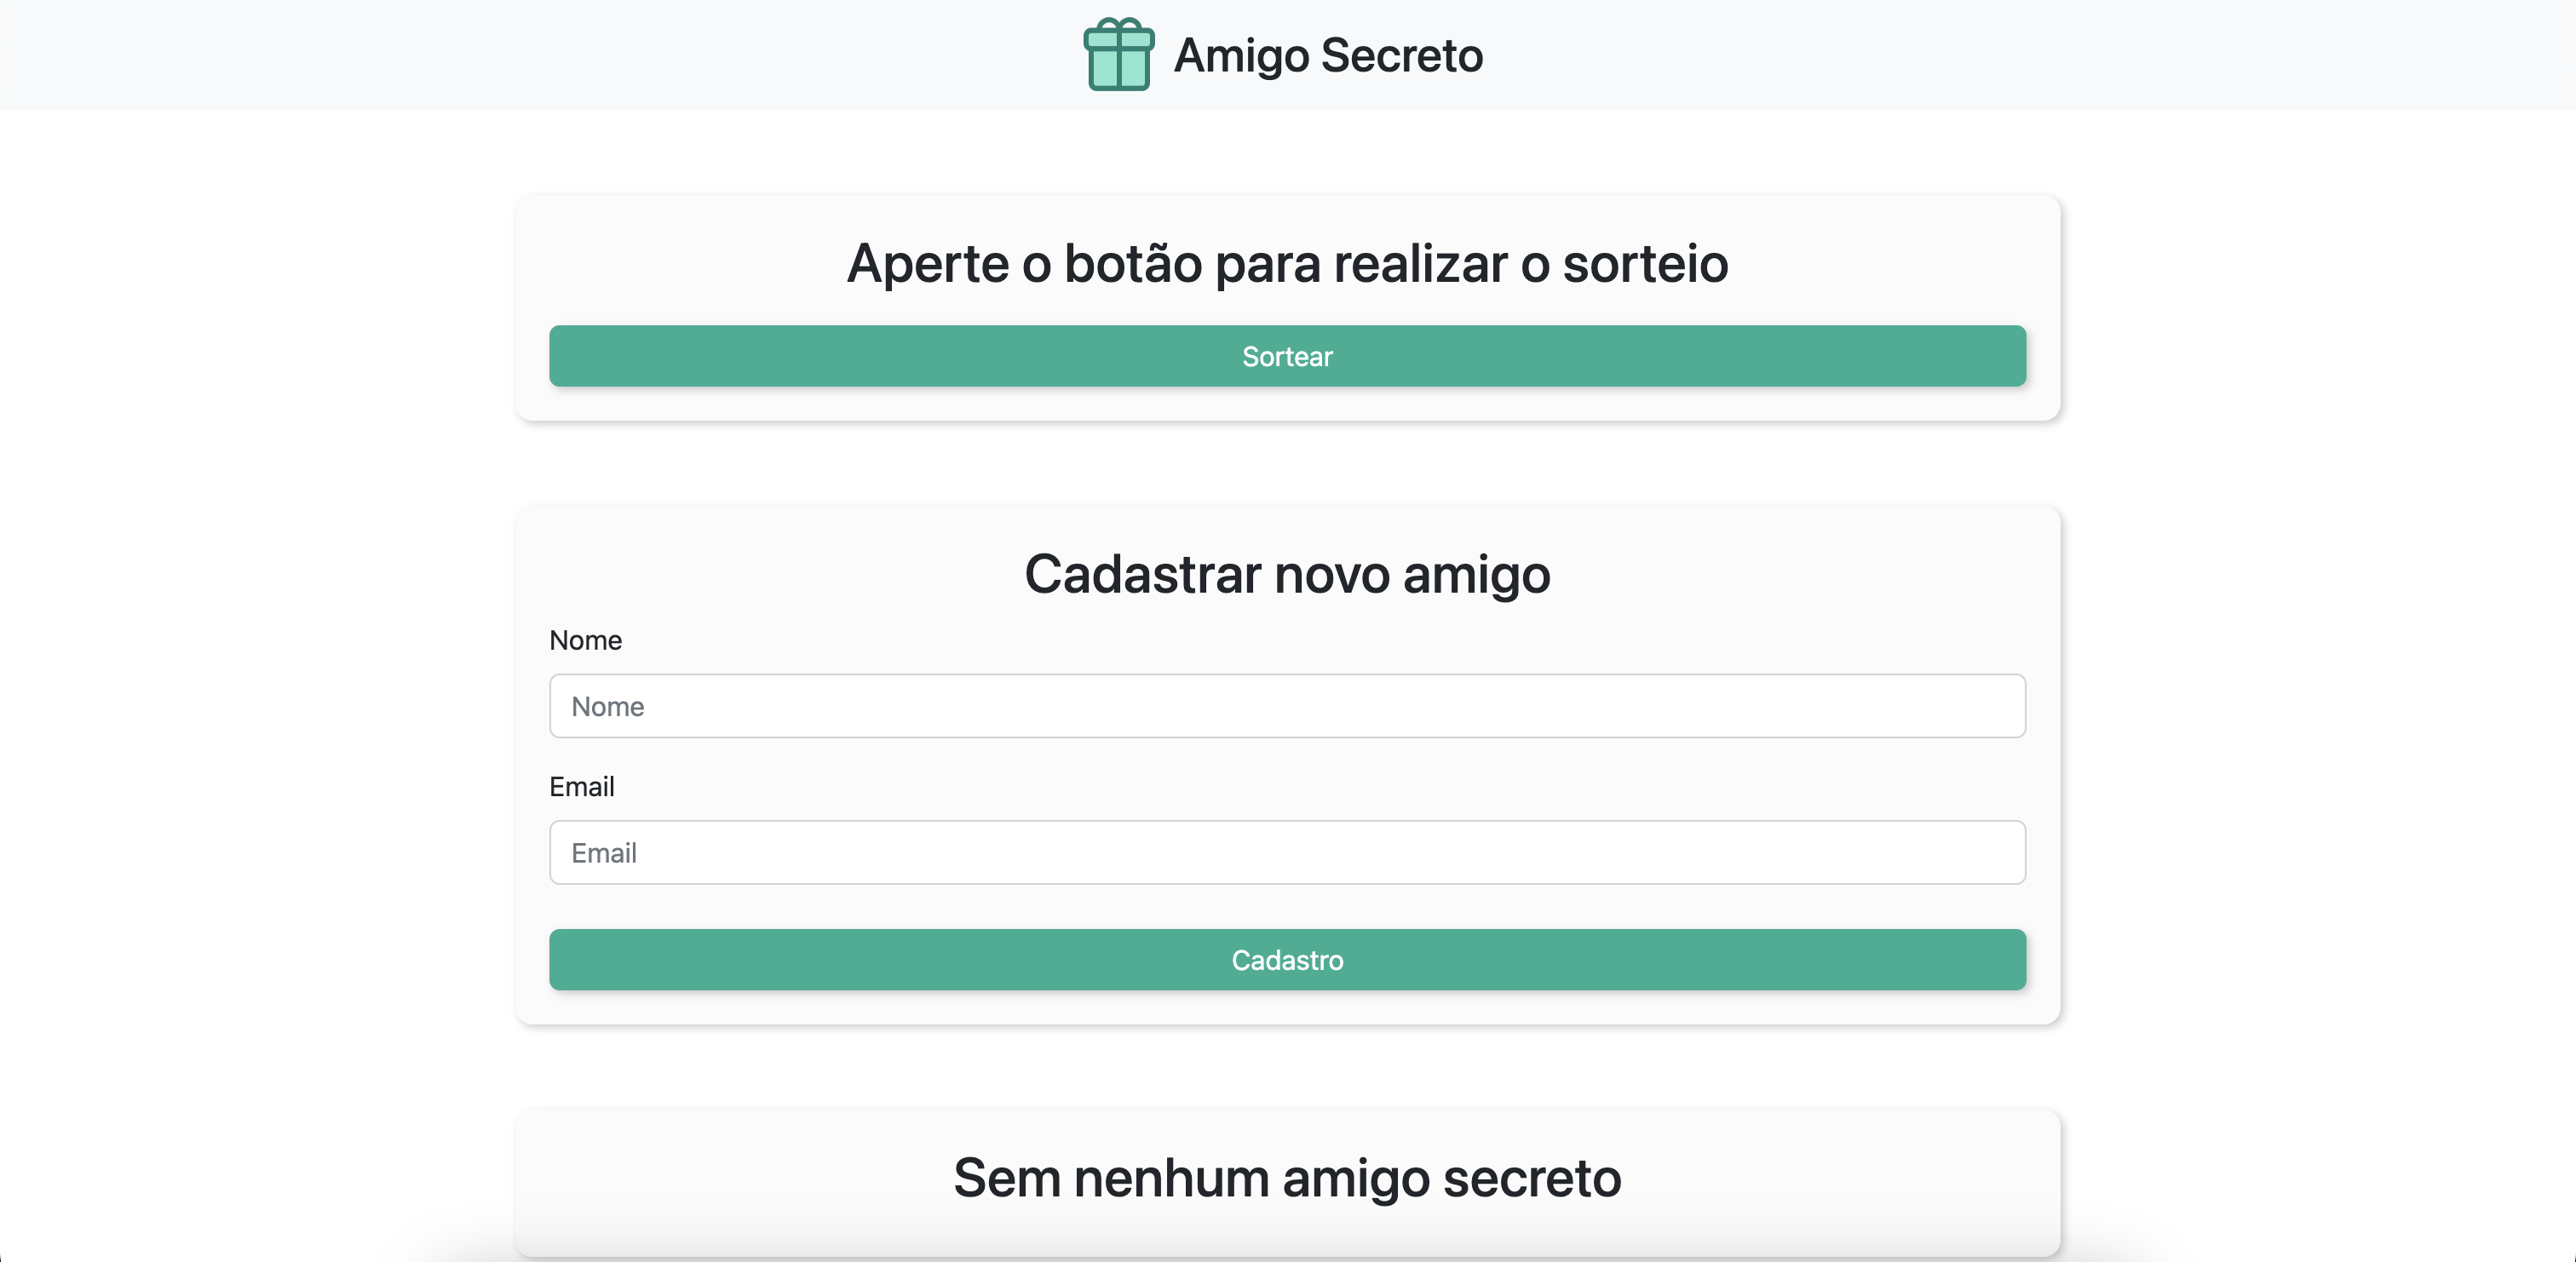 Amigo Secreto
Aperte o botão para realizar o sorteio
Sortear
Cadastrar novo amigo
Nome
Nome
Email
Email
Cadastro
Sem nenhum amigo secreto